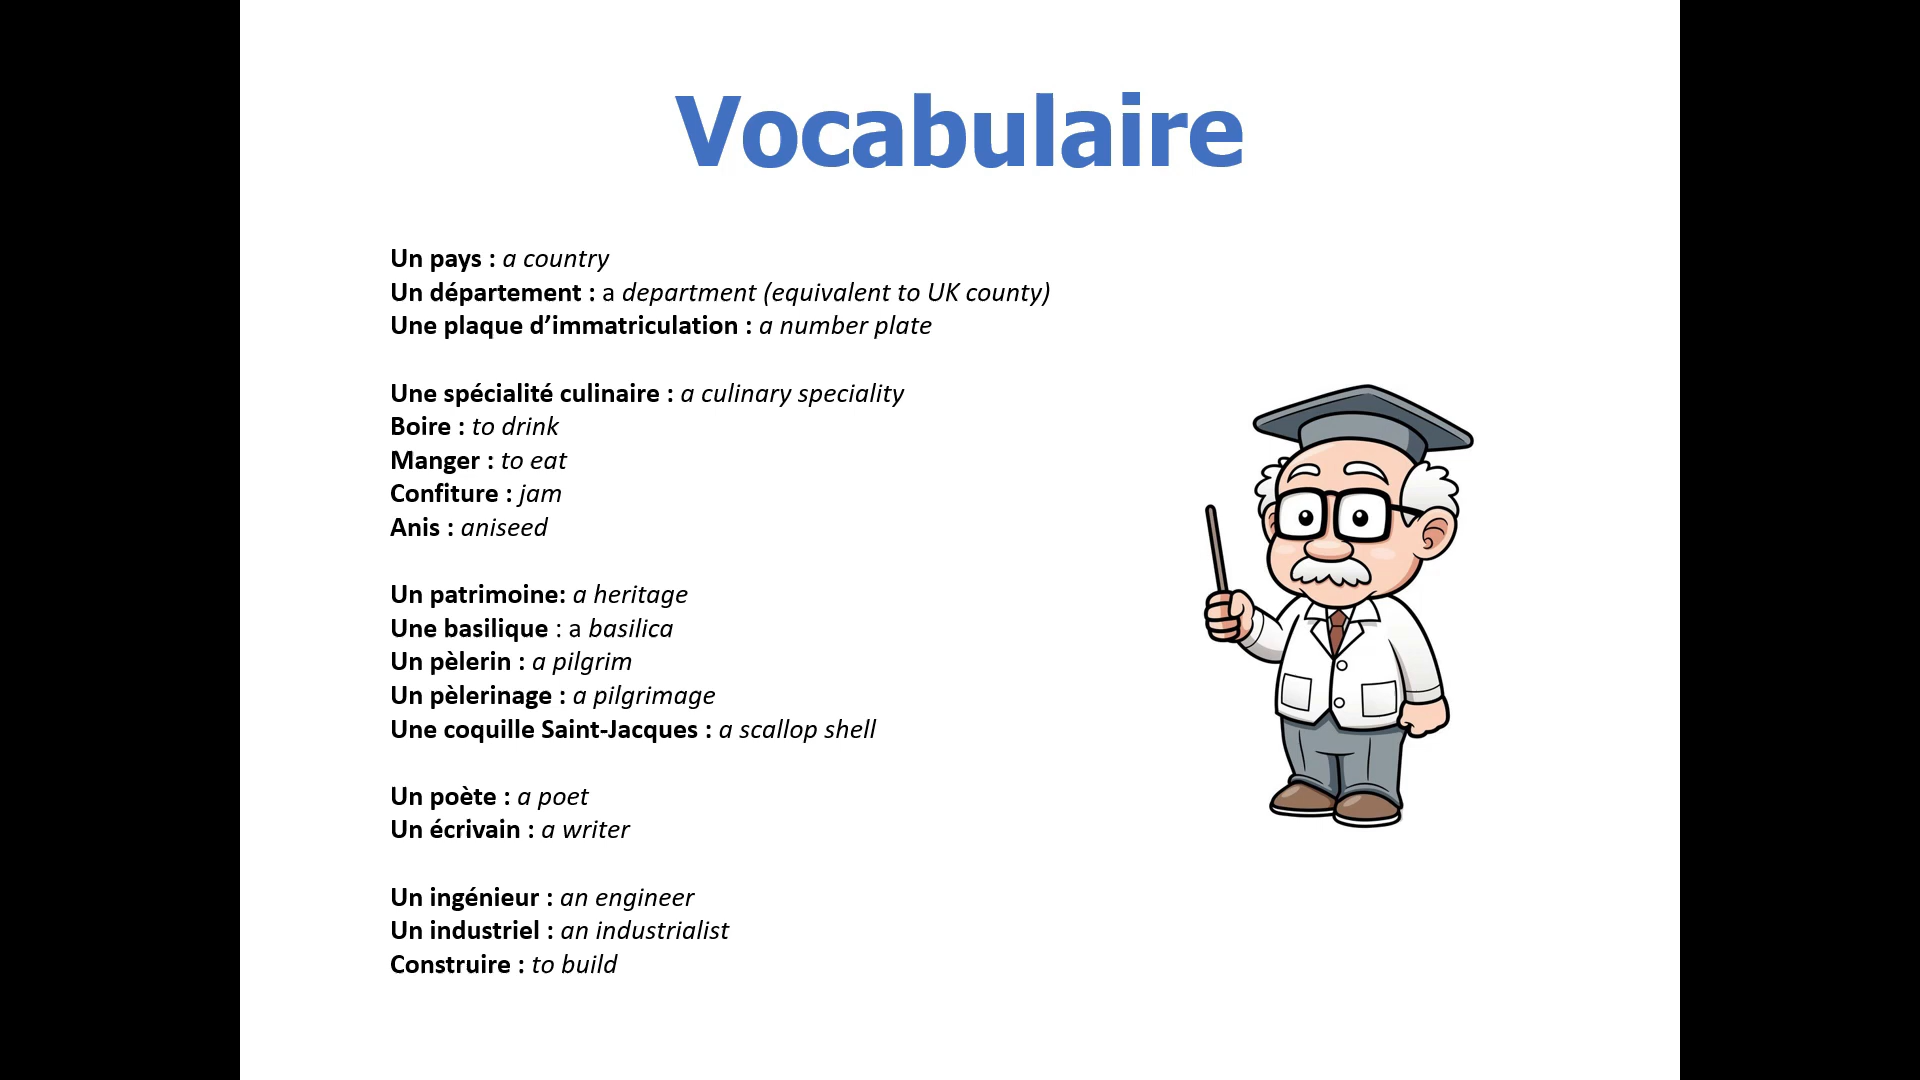 Vocabulaire
Un pays : a country
Un département : a department (equivalent to UK county)
Une plaque d’immatriculation : a number plate
Une spécialité culinaire : a culinary speciality
Boire : to drink
Manger : to eat
Confiture : jam
Anis : aniseed
Un patrimoine: a heritage
Une basilique : a basilica
Un pèlerin : a pilgrim
Un pèlerinage : a pilgrimage
Une coquille Saint-Jacques : a scallop shell
Un poète : a poet
Un écrivain : a writer
Un ingénieur : an engineer
Un industriel : an industrialist
Construire : to build